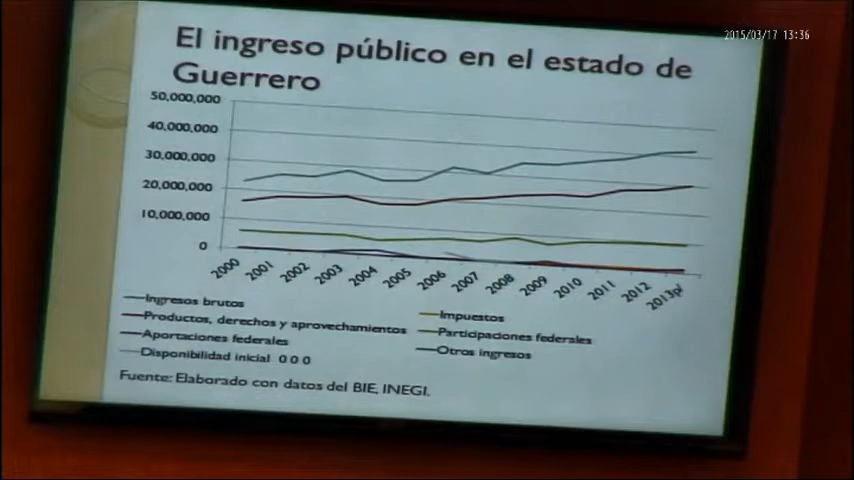 2015/03/17 13:36
El ingreso público en el estado de
Guerrero
50,000,000
40,000,000
30,000,000
20,000,000
10,000,000
0
2000 2001 2002 2003 2004 2005 2006 2007 2008 2009 2010 2011 2012 2013p/
Ingresos brutos
Impuestos
Productos, derechos y aprovechamientos
Participaciones federales
Aportaciones federales
Otros ingresos
Disponibilidad inicial 0 0 0
Fuente: Elaborado con datos del BIE, INEGI.